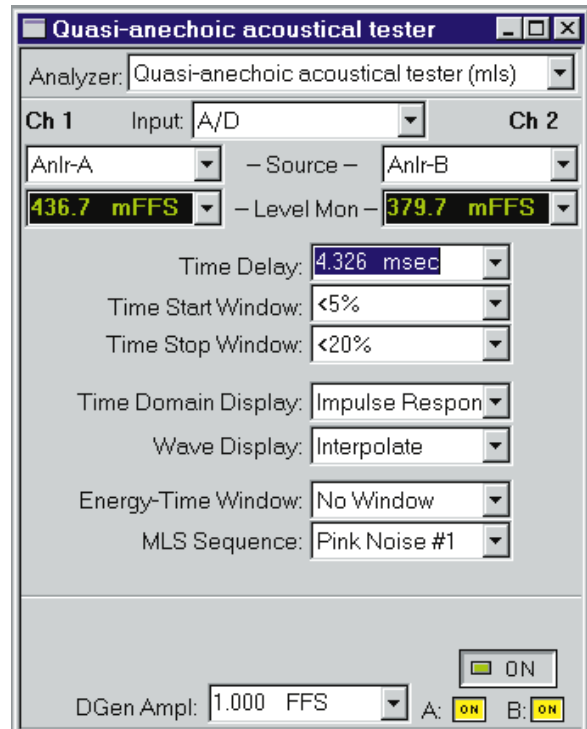 Quasi-anechoic acoustical tester
Analyzer: Quasi-anechoic acoustical tester (mls)
Ch 1 Input: A/D Ch 2
Anlr-A – Source – Anlr-B
436.7 mFFS – Level Mon – 379.7 mFFS
Time Delay: 4.326 msec
Time Start Window: <5%
Time Stop Window: <20%
Time Domain Display: Impulse Respon
Wave Display: Interpolate
Energy-Time Window: No Window
MLS Sequence: Pink Noise #1
ON
DGen Ampl: 1.000 FFS A: ON B: ON